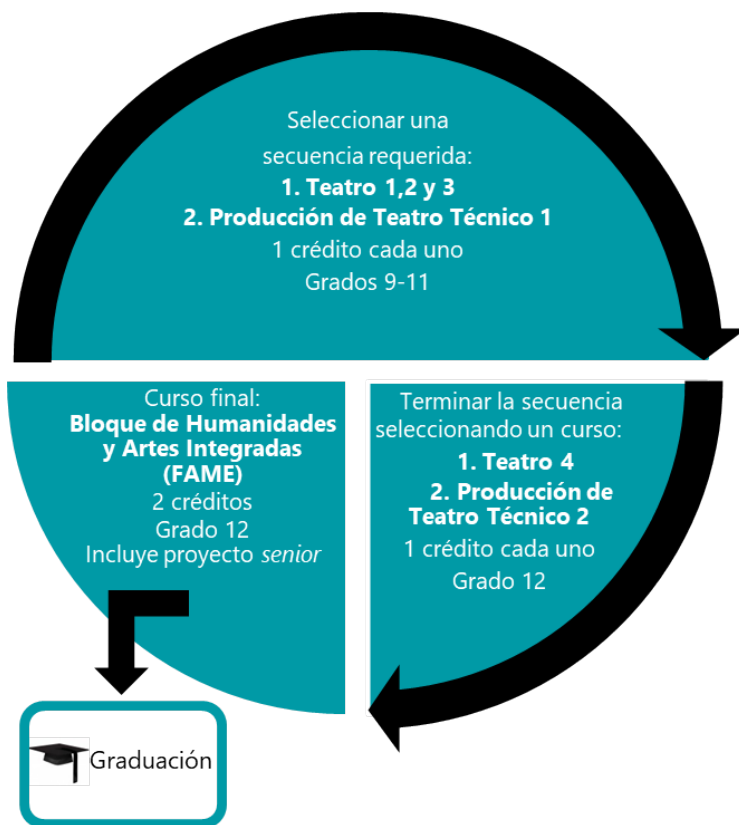 Seleccionar una
secuencia requerida:
1. Teatro 1,2 y 3
2. Producción de Teatro Técnico 1
1 crédito cada uno
Grados 9-11
Terminar la secuencia
seleccionando un curso:
1. Teatro 4
2. Producción de
Teatro Técnico 2
1 crédito cada uno
Grado 12
Curso final:
Bloque de Humanidades
y Artes Integradas
(FAME)
2 créditos
Grado 12
Incluye proyecto senior
Graduación